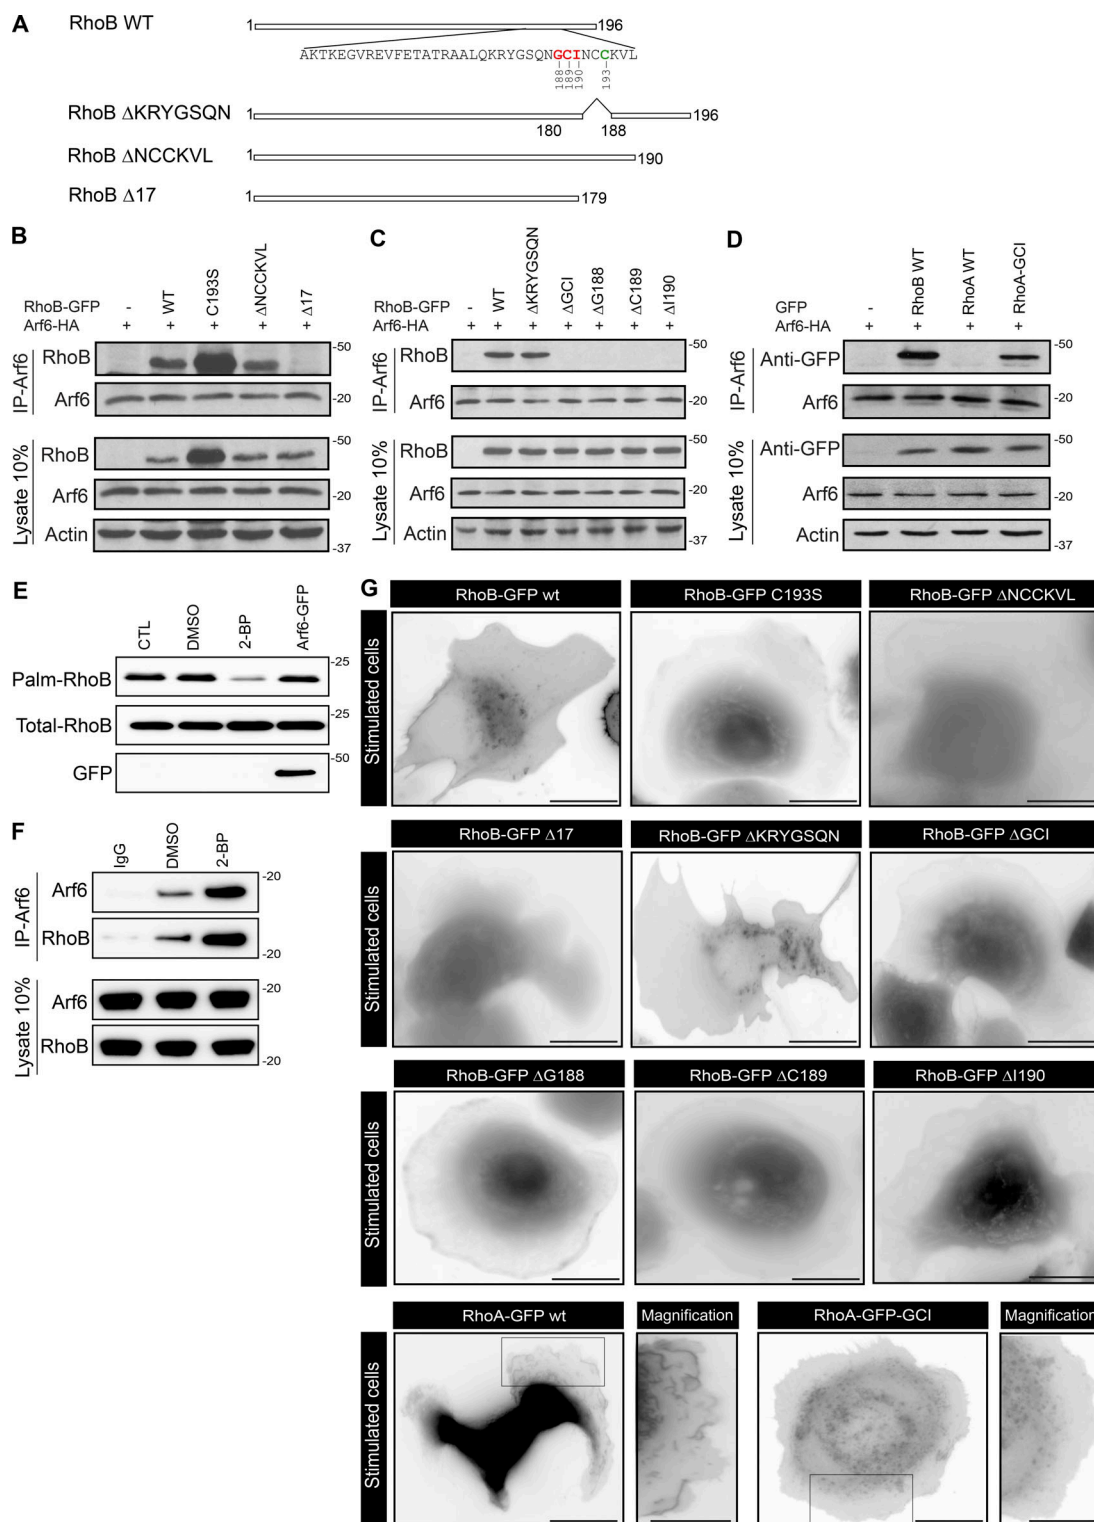 A
RhoB WT
1
196
AKTKEGVREVFETATRAALQKRYGSQNGCINCCKVL
188
189
190
193
RhoB ΔKRYGSQN
1
180
188
196
RhoB ΔNCCKVL
1
190
RhoB Δ17
1
179
B
RhoB-GFP - WT C193S ΔNCCKVL Δ17
Arf6-HA + + + + +
IP-Arf6
RhoB
-50
Arf6
-20
Lysate 10%
RhoB
-50
Arf6
-20
Actin
-37
C
RhoB-GFP - WT ΔKRYGSQN ΔGCI ΔG188 ΔC189 ΔI190
Arf6-HA + + + + + + +
IP-Arf6
RhoB
-50
Arf6
-20
Lysate 10%
RhoB
-50
Arf6
-20
Actin
-37
D
GFP - RhoB WT RhoA WT RhoA-GCI
Arf6-HA + + + +
IP-Arf6
Anti-GFP
-50
Arf6
-20
Lysate 10%
Anti-GFP
-50
Arf6
-20
Actin
-37
E
CTL DMSO 2-BP Arf6-GFP
Palm-RhoB
-25
Total-RhoB
-25
GFP
-50
F
IgG DMSO 2-BP
IP-Arf6
Arf6
-20
RhoB
-20
Lysate 10%
Arf6
-20
RhoB
-20
G
RhoB-GFP wt
RhoB-GFP C193S
RhoB-GFP ΔNCCKVL
Stimulated cells
RhoB-GFP Δ17
RhoB-GFP ΔKRYGSQN
RhoB-GFP ΔGCI
Stimulated cells
RhoB-GFP ΔG188
RhoB-GFP ΔC189
RhoB-GFP ΔI190
Stimulated cells
RhoA-GFP wt
Magnification
RhoA-GFP-GCI
Magnification
Stimulated cells